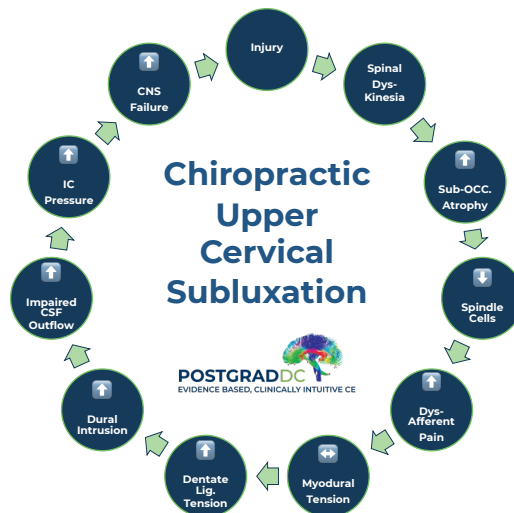 Injury
Spinal
Dys-
Kinesia
Sub-OCC.
Atrophy
Spindle
Cells
Dys-
Afferent
Pain
Myodural
Tension
Dentate
Lig.
Tension
Dural
Intrusion
Impaired
CSF
Outflow
IC
Pressure
CNS
Failure
Chiropractic
Upper
Cervical
Subluxation
POSTGRADDC
EVIDENCE BASED, CLINICALLY INTUITIVE CE